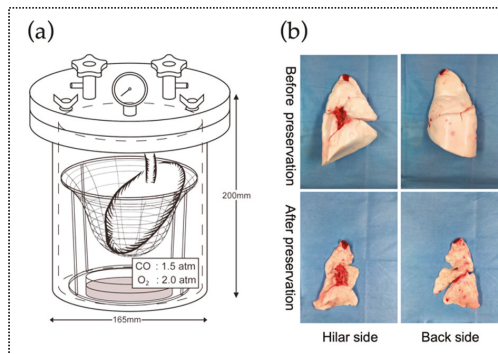 (a)
200mm
CO : 1.5 atm
O₂ : 2.0 atm
165mm
(b)
Before preservation
After preservation
Hilar side
Back side